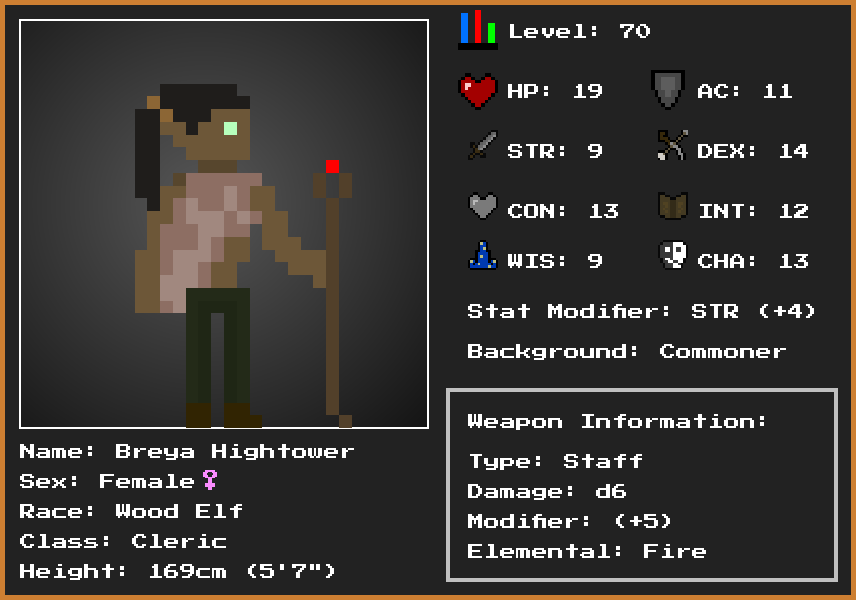 Level: 70
HP: 19
AC: 11
STR: 9
DEX: 14
CON: 13
INT: 12
WIS: 9
CHA: 13
Stat Modifier: STR (+4)
Background: Commoner
Weapon Information:
Type: Staff
Damage: d6
Modifier: (+5)
Elemental: Fire
Name: Breya Hightower
Sex: Female♀
Race: Wood Elf
Class: Cleric
Height: 169cm (5'7")